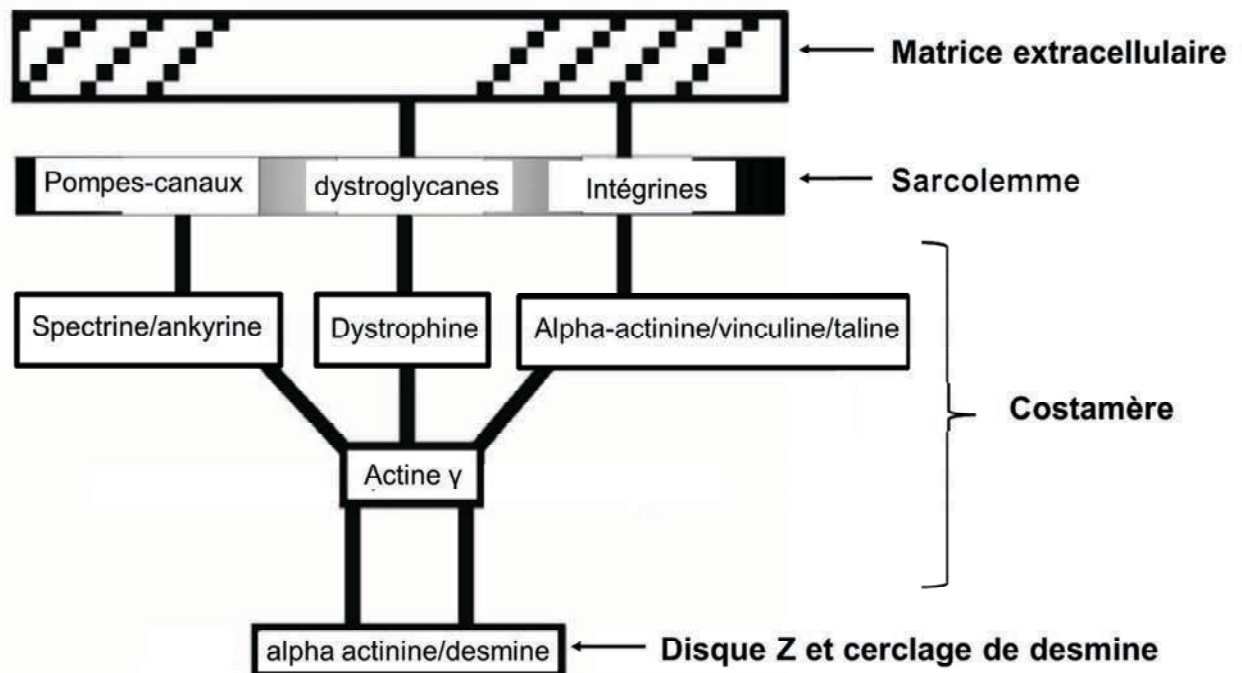 Matrice extracellulaire
Pompes-canaux
dystroglycanes
Intégrines
Sarcolemme
Spectrine/ankyrine
Dystrophine
Alpha-actinine/vinculine/taline
Costamère
Actine γ
alpha actinine/desmine
Disque Z et cerclage de desmine